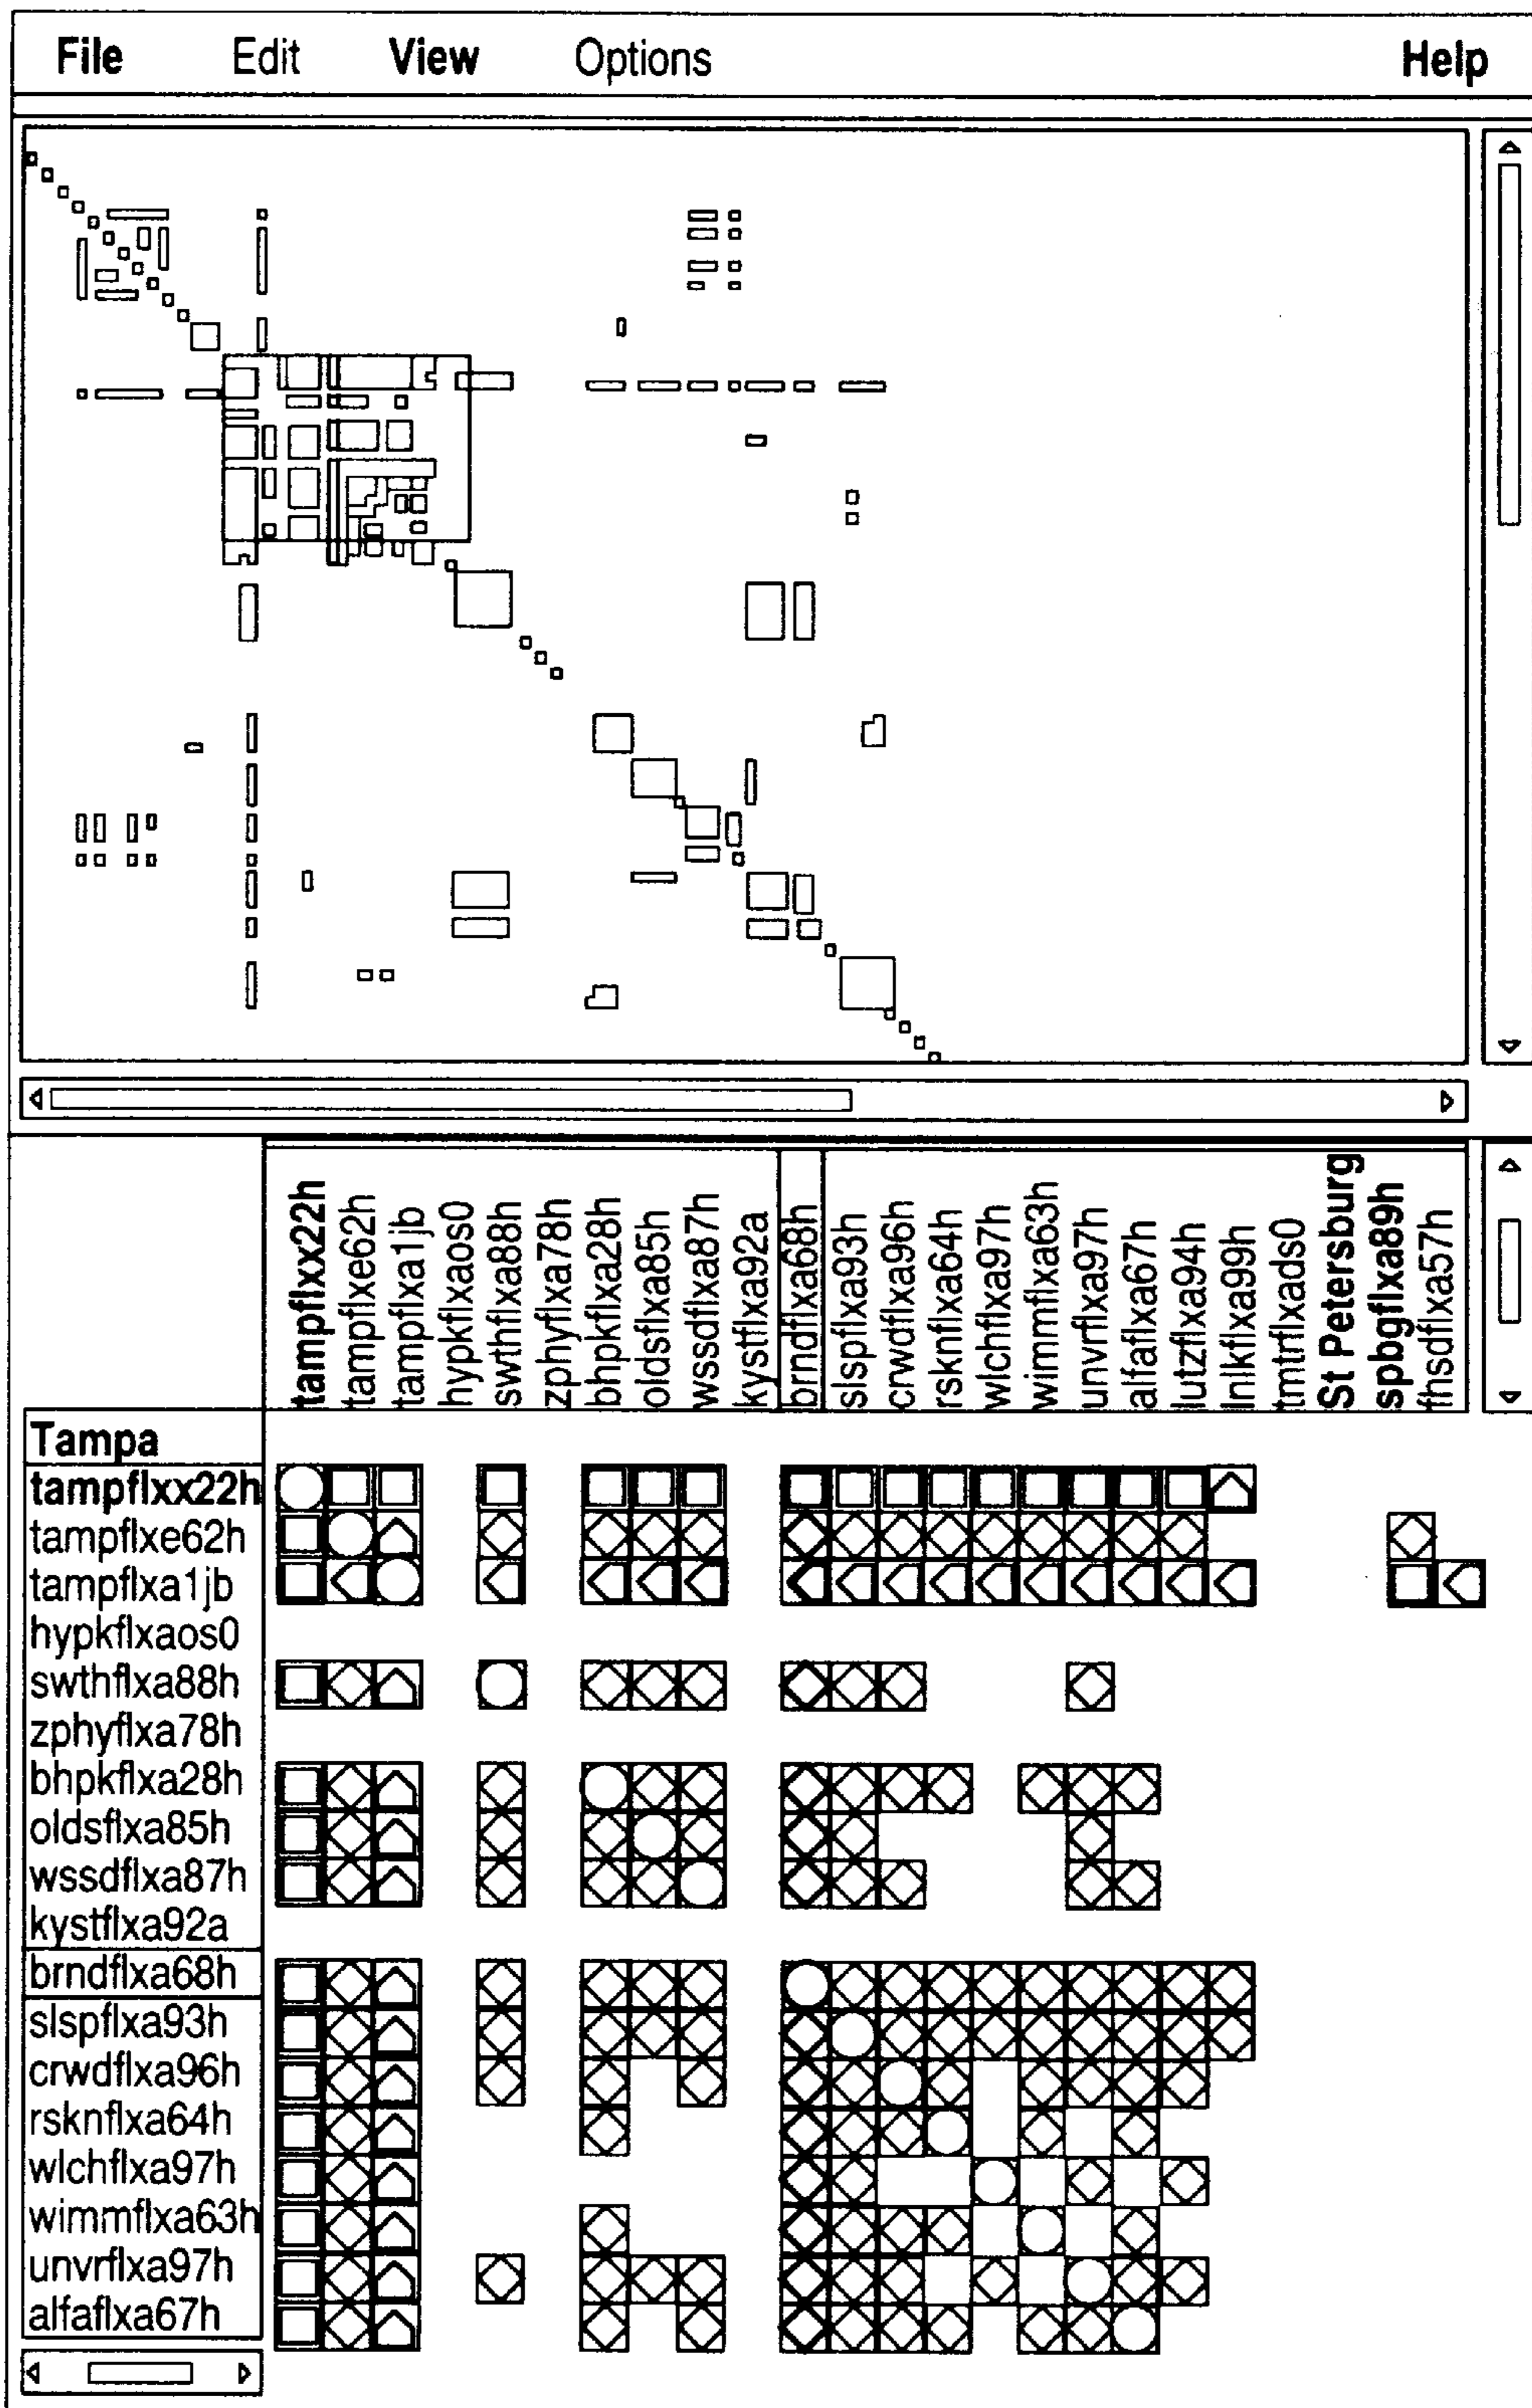 File Edit View Options Help
tampflxx22h
tampflxe62h
tampflxa1jb
hypkflxaos0
swthflxa88h
zphyflxa78h
bhpkflxa28h
oldsflxa85h
wssdflxa87h
kystflxa92a
brndflxa68h
slspflxa93h
crwdflxa96h
rsknflxa64h
wlchflxa97h
wimmflxa63h
unvrflxa97h
alfaflxa67h
lutzflxa94h
lnlkflxa99h
tmtrflxads0
St Petersburg
spbgflxa89h
fhsdflxa57h
Tampa
tampflxx22h
tampflxe62h
tampflxa1jb
hypkflxaos0
swthflxa88h
zphyflxa78h
bhpkflxa28h
oldsflxa85h
wssdflxa87h
kystflxa92a
brndflxa68h
slspflxa93h
crwdflxa96h
rsknflxa64h
wlchflxa97h
wimmflxa63h
unvrflxa97h
alfaflxa67h